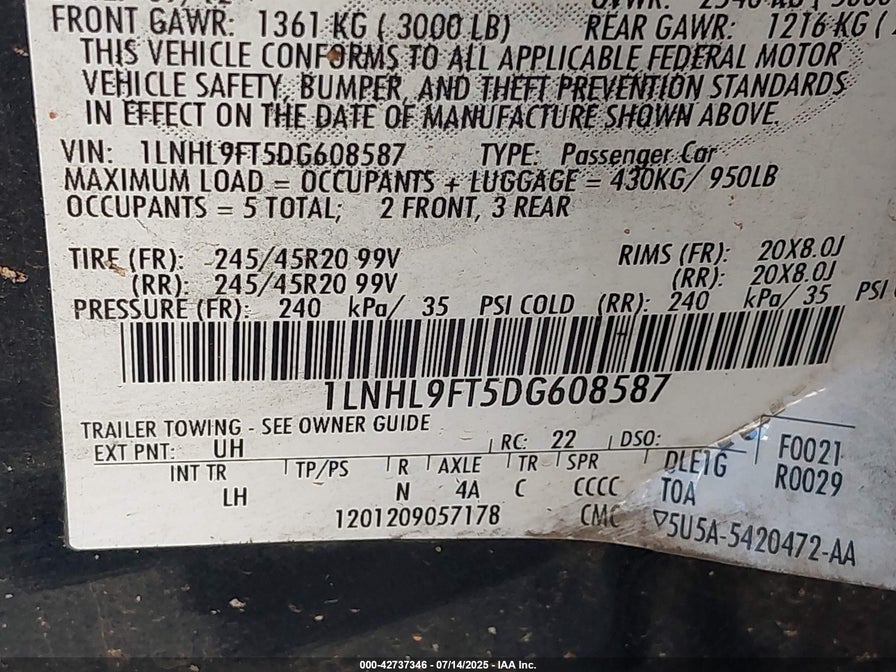 FRONT GAWR: 1361 KG ( 3000 LB) REAR GAWR: 1216 KG (
THIS VEHICLE CONFORMS TO ALL APPLICABLE FEDERAL MOTOR
VEHICLE SAFETY, BUMPER, AND THEFT PREVENTION STANDARDS
IN EFFECT ON THE DATE OF MANUFACTURE SHOWN ABOVE.
VIN: 1LNHL9FT5DG608587 TYPE: Passenger Car
MAXIMUM LOAD = OCCUPANTS + LUGGAGE = 430KG/ 950LB
OCCUPANTS = 5 TOTAL; 2 FRONT, 3 REAR
TIRE (FR): 245/45R20 99V RIMS (FR): 20X8.0J
(RR): 245/45R20 99V (RR): 20X8.0J
PRESSURE (FR): 240 kPa/ 35 PSI COLD (RR): 240 kPa/ 35 PSI
1LNHL9FT5DG608587
TRAILER TOWING - SEE OWNER GUIDE
EXT PNT: UH RC: 22 DSO:
INT TR TP/PS R AXLE TR SPR DLE1G F0021
LH N 4A C CCCC TOA R0029
1201209057178 CMC ▽5U5A-5420472-AA
000-42737346 - 07/14/2025 - IAA Inc.